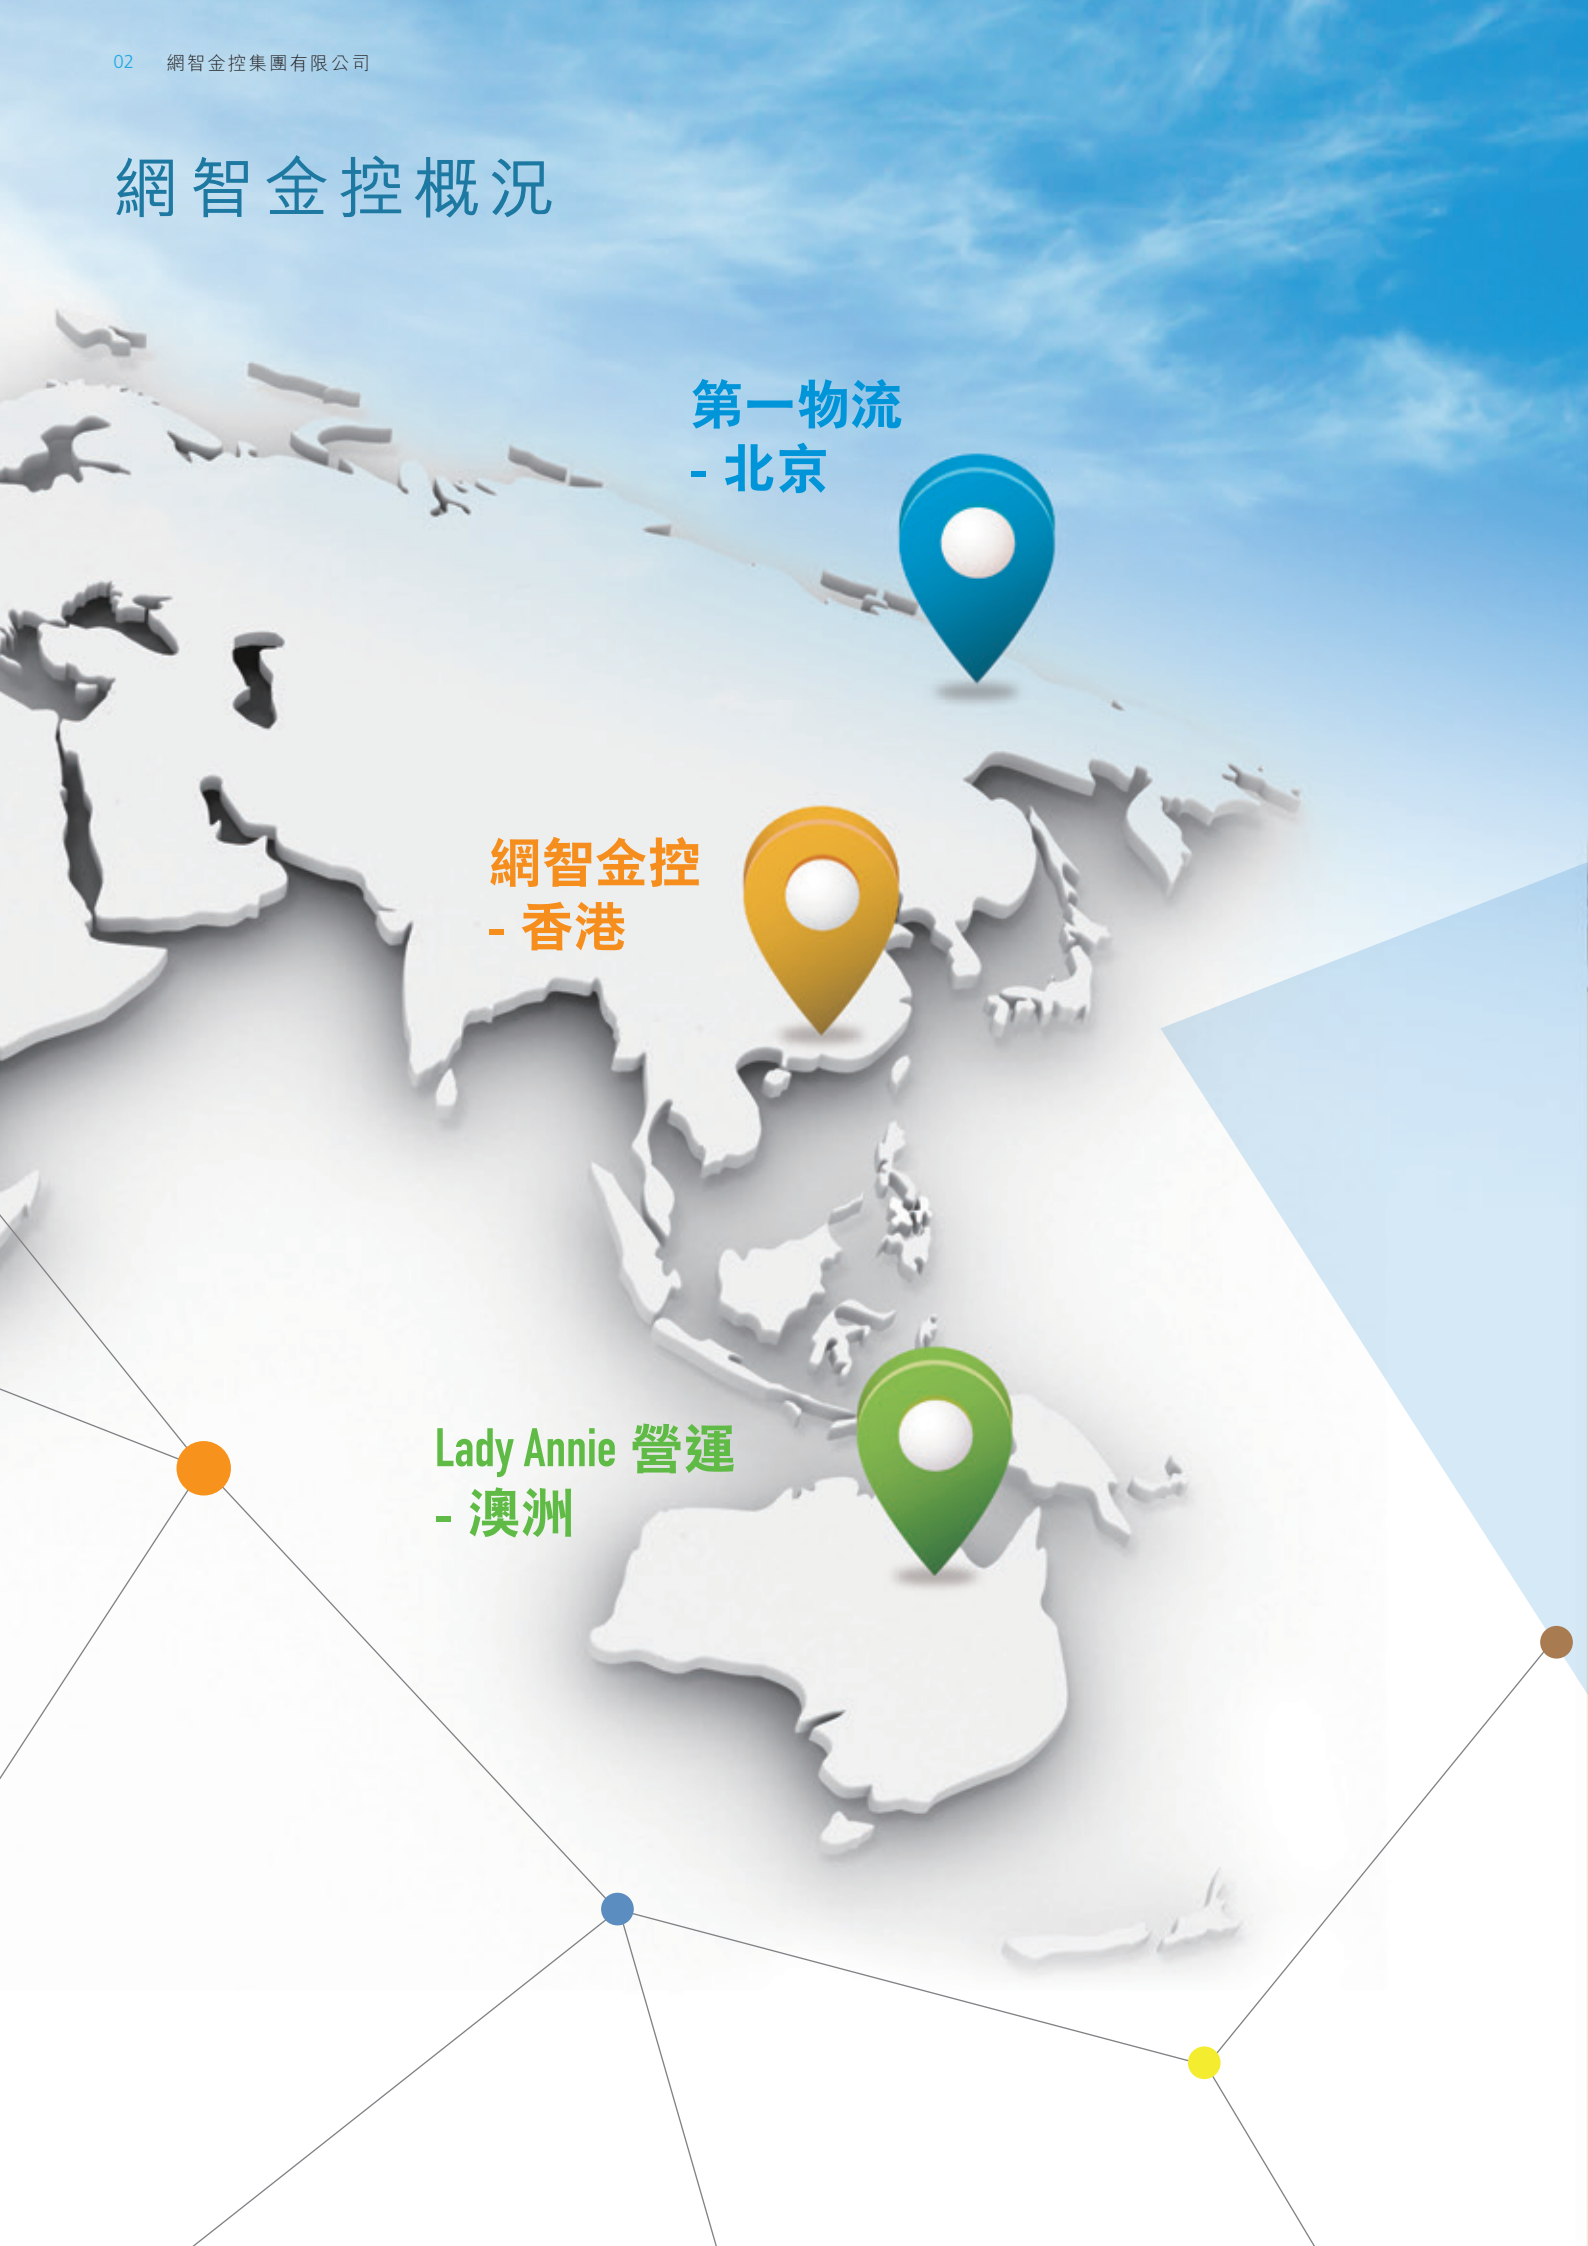 02 網智金控集團有限公司
網智金控概況
第一物流
- 北京
網智金控
- 香港
Lady Annie 營運
- 澳洲